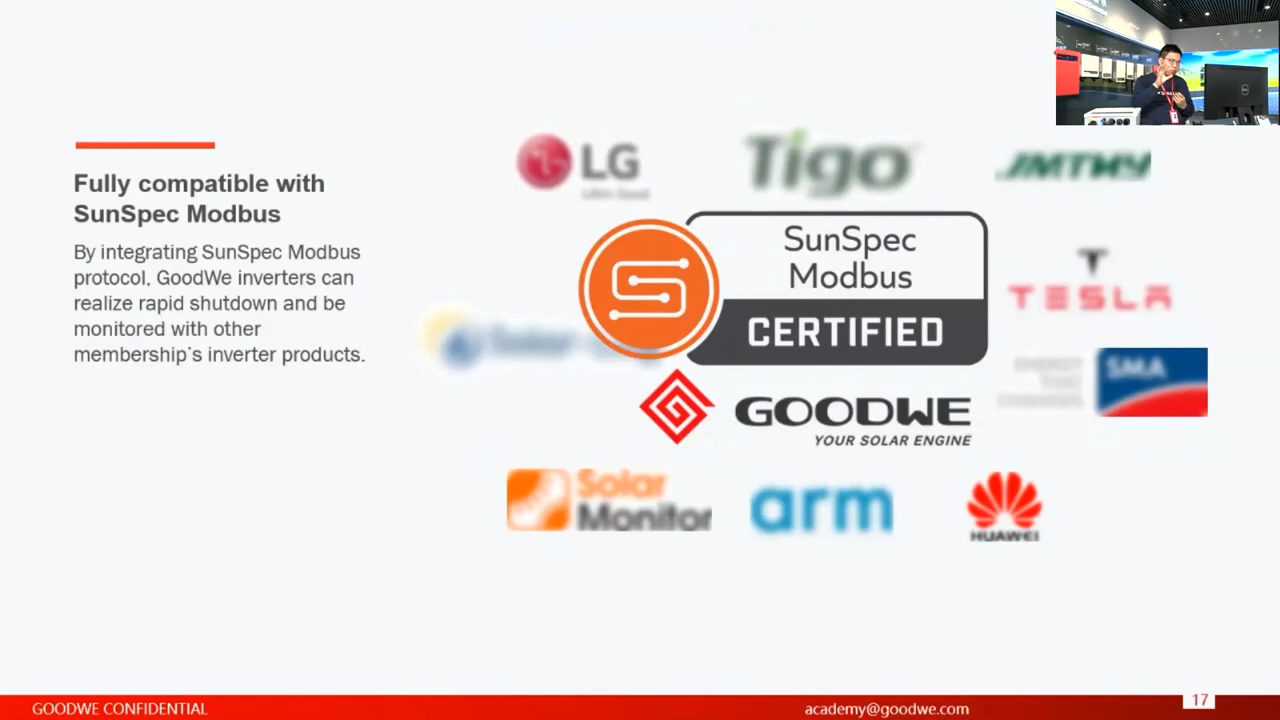 Fully compatible with
SunSpec Modbus
By integrating SunSpec Modbus
protocol, GoodWe inverters can
realize rapid shutdown and be
monitored with other
membership's inverter products.
LG
Tigo
JMTHY
SunSpec
Modbus
CERTIFIED
TESLA
Solar-
SMA
GOODWE
YOUR SOLAR ENGINE
Solar
Monitor
arm
HUAWEI
GOODWE CONFIDENTIAL
academy@goodwe.com
17